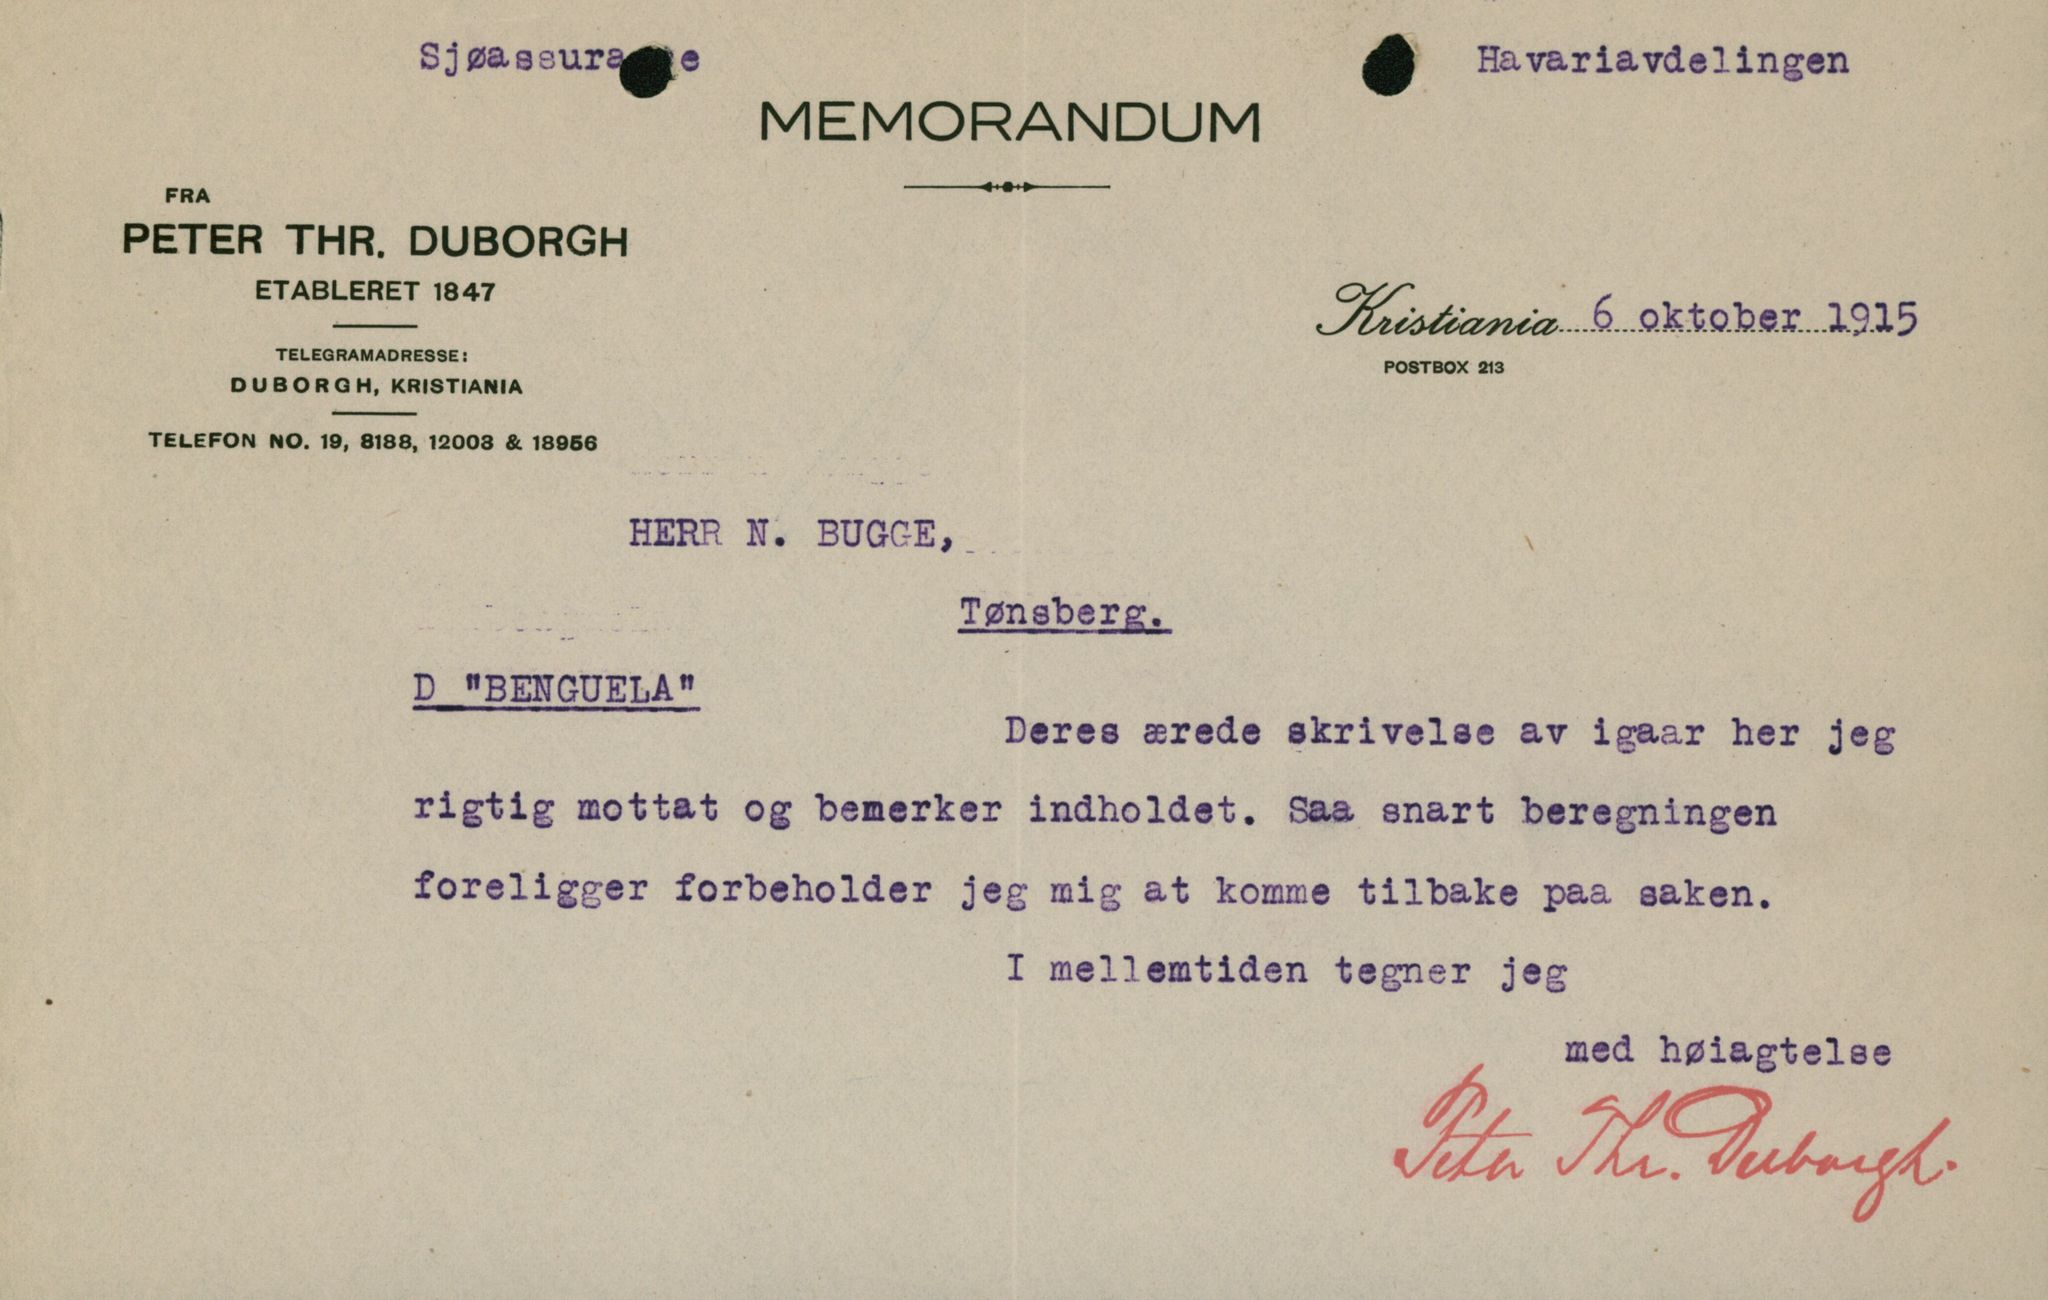 Sjøassurance
Havariavdelingen
MEMORANDUM
FRA
PETER THR. DUBORGH
ETABLERET 1847
TELEGRAMADRESSE:
DUBORGH, KRISTIANIA
TELEFON NO. 19, 8188, 12003 & 18956
Kristiania 6 oktober 1915
POSTBOX 213
HERR N. BUGGE,
Tønsberg.
D "BENGUELA"
Deres ærede skrivelse av igaar her jeg
rigtig mottat og bemerker indholdet. Saa snart beregningen
foreligger forbeholder jeg mig at komme tilbake paa saken.
I mellemtiden tegner jeg
med høiagtelse
Peter Thr. Duborgh.